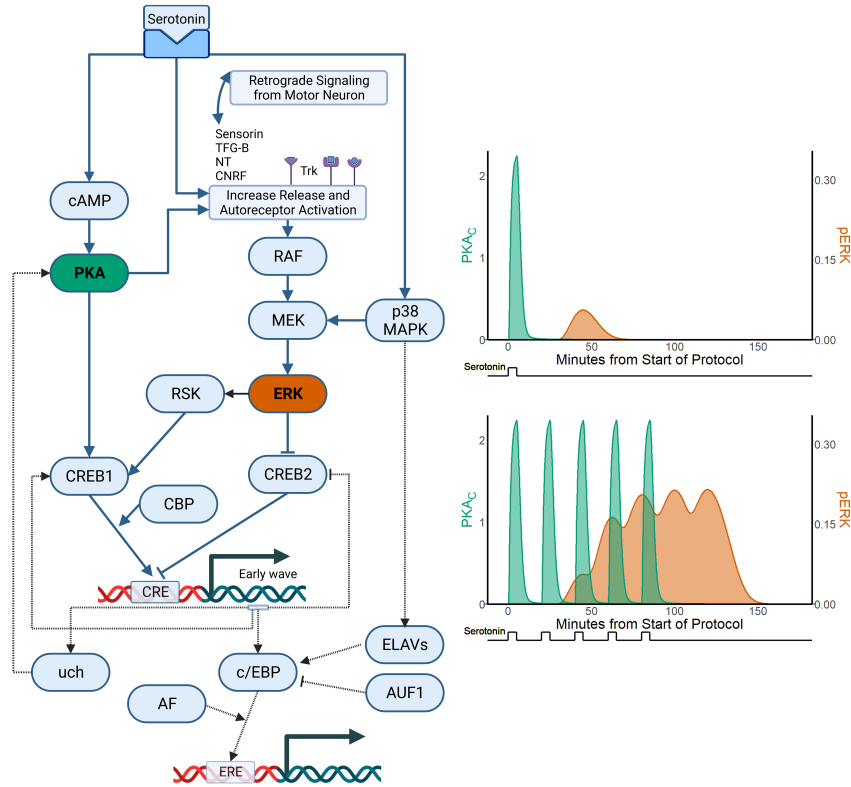 Serotonin
Retrograde Signaling
from Motor Neuron
Sensorin
TFG-B
NT
CNRF
Trk
cAMP
Increase Release and
Autoreceptor Activation
PKA
RAF
MEK
p38
MAPK
RSK
ERK
CREB1
CREB2
CBP
Early wave
CRE
uch
c/EBP
ELAVs
AF
AUF1
ERE
PKAC
2
1
0
pERK
0.30
0.15
0.00
0
50
100
150
Minutes from Start of Protocol
Serotonin
PKAC
2
1
0
pERK
0.30
0.15
0.00
0
50
100
150
Minutes from Start of Protocol
Serotonin